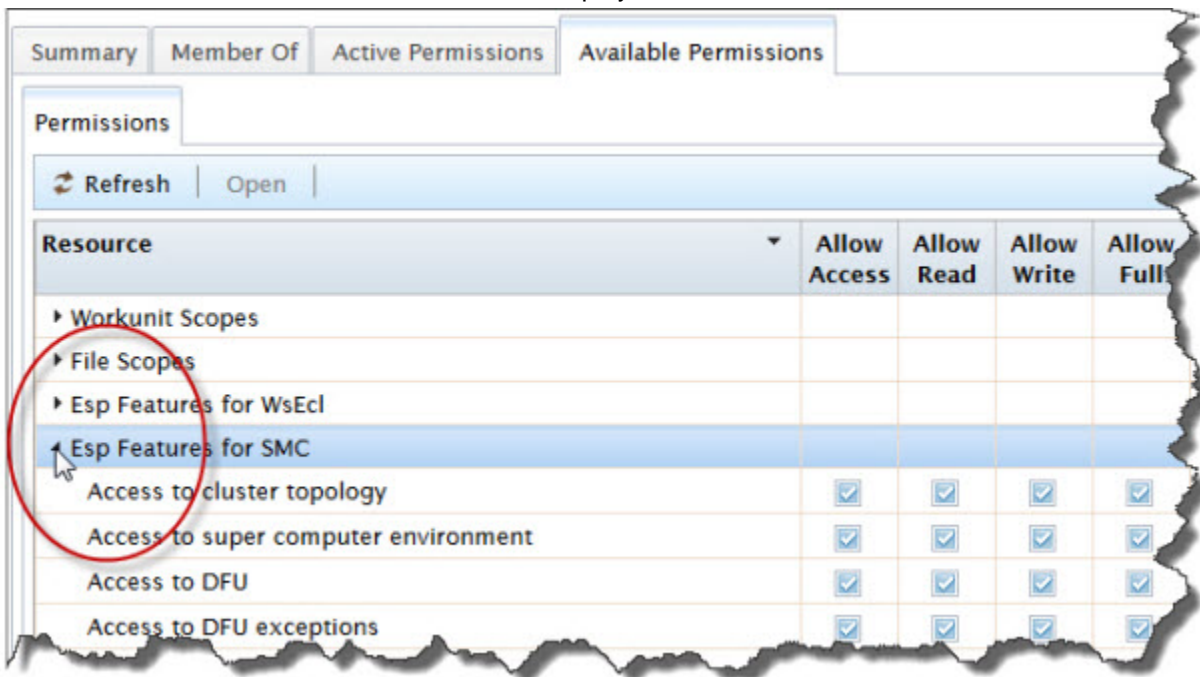 Summary Member Of Active Permissions Available Permissions
Permissions
Refresh Open
Resource Allow Access Allow Read Allow Write Allow Full
Workunit Scopes
File Scopes
Esp Features for WsEcl
Esp Features for SMC
Access to cluster topology
Access to super computer environment
Access to DFU
Access to DFU exceptions